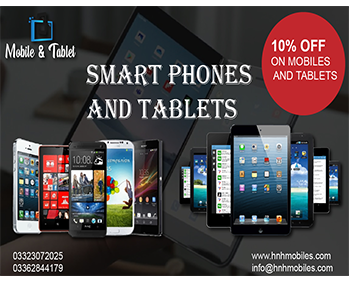 Mobile & Tablet
10% OFF
ON MOBILES
AND TABLETS
SMART PHONES
AND TABLETS
03323072025
03362844179
www.hnhmobiles.com
info@hnhmobiles.com